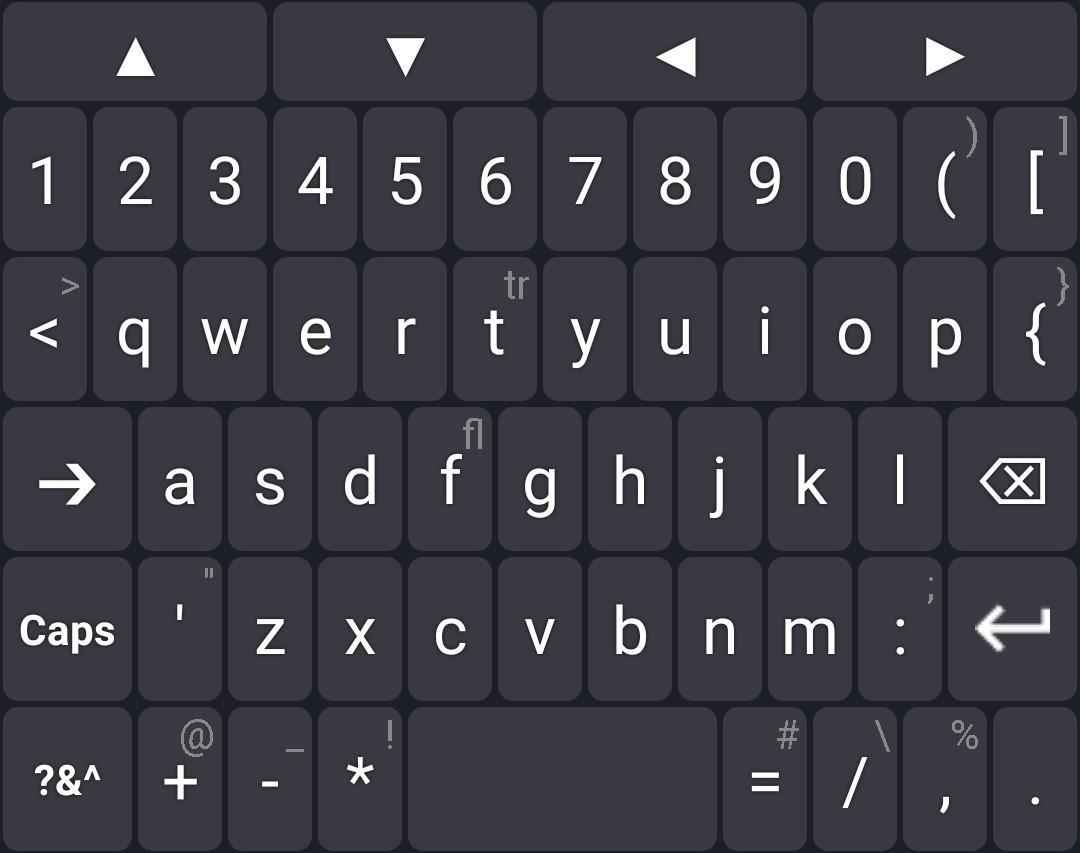 ▲ ▼ ◀ ▶
1 2 3 4 5 6 7 8 9 0 ( ) [ ]
< > q w e r t tr y u i o p { }
➔ a s d f fl g h j k l ⌫
Caps ' " z x c v b n m : ; ↵
?&^ + @ - _ * ! = # / \ , % .